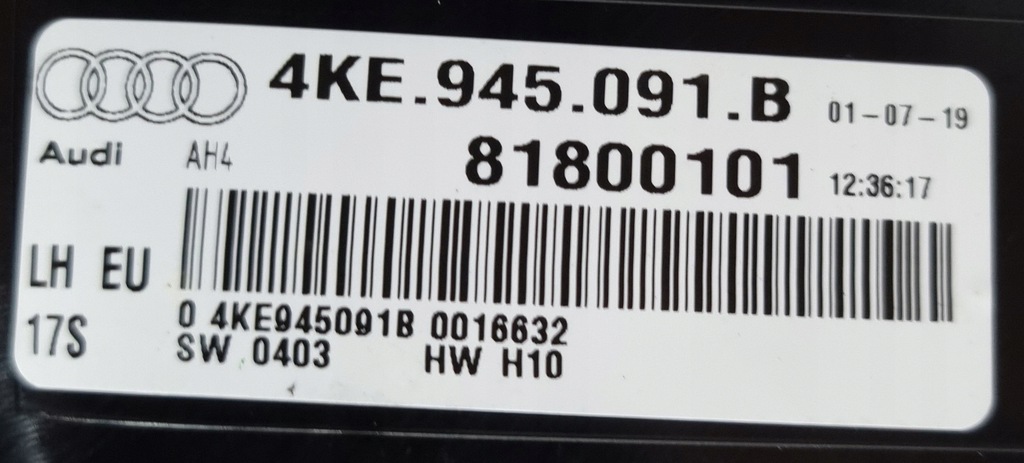 4KE.945.091.B 01-07-19
Audi AH4 81800101 12:36:17
LH EU
0 4KE945091B 0016632
17S SW 0403 HW H10